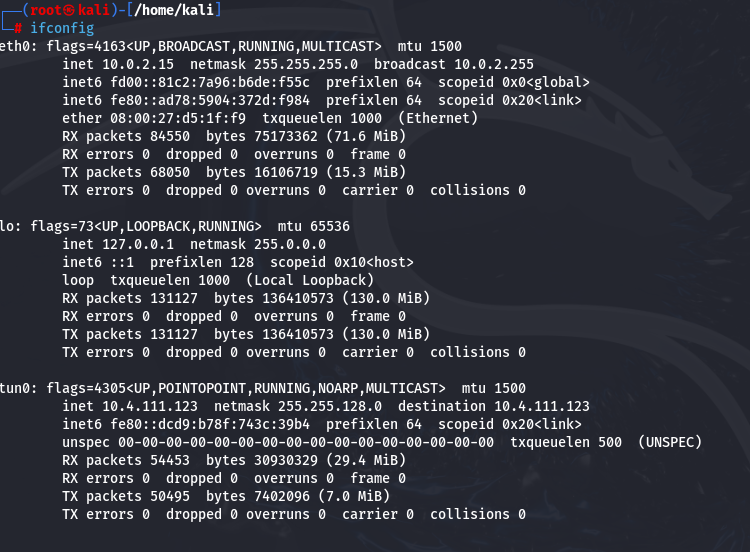 ┌──(root㉿kali)-[/home/kali]
└─# ifconfig
eth0: flags=4163<UP,BROADCAST,RUNNING,MULTICAST>  mtu 1500
        inet 10.0.2.15  netmask 255.255.255.0  broadcast 10.0.2.255
        inet6 fd00::81c2:7a96:b6de:f55c  prefixlen 64  scopeid 0x0<global>
        inet6 fe80::ad78:5904:372d:f984  prefixlen 64  scopeid 0x20<link>
        ether 08:00:27:d5:1f:f9  txqueuelen 1000  (Ethernet)
        RX packets 84550  bytes 75173362 (71.6 MiB)
        RX errors 0  dropped 0  overruns 0  frame 0
        TX packets 68050  bytes 16106719 (15.3 MiB)
        TX errors 0  dropped 0 overruns 0  carrier 0  collisions 0

lo: flags=73<UP,LOOPBACK,RUNNING>  mtu 65536
        inet 127.0.0.1  netmask 255.0.0.0
        inet6 ::1  prefixlen 128  scopeid 0x10<host>
        loop  txqueuelen 1000  (Local Loopback)
        RX packets 131127  bytes 136410573 (130.0 MiB)
        RX errors 0  dropped 0  overruns 0  frame 0
        TX packets 131127  bytes 136410573 (130.0 MiB)
        TX errors 0  dropped 0 overruns 0  carrier 0  collisions 0

tun0: flags=4305<UP,POINTOPOINT,RUNNING,NOARP,MULTICAST>  mtu 1500
        inet 10.4.111.123  netmask 255.255.128.0  destination 10.4.111.123
        inet6 fe80::dcd9:b78f:743c:39b4  prefixlen 64  scopeid 0x20<link>
        unspec 00-00-00-00-00-00-00-00-00-00-00-00-00-00-00-00  txqueuelen 500  (UNSPEC)
        RX packets 54453  bytes 30930329 (29.4 MiB)
        RX errors 0  dropped 0  overruns 0  frame 0
        TX packets 50495  bytes 7402096 (7.0 MiB)
        TX errors 0  dropped 0 overruns 0  carrier 0  collisions 0